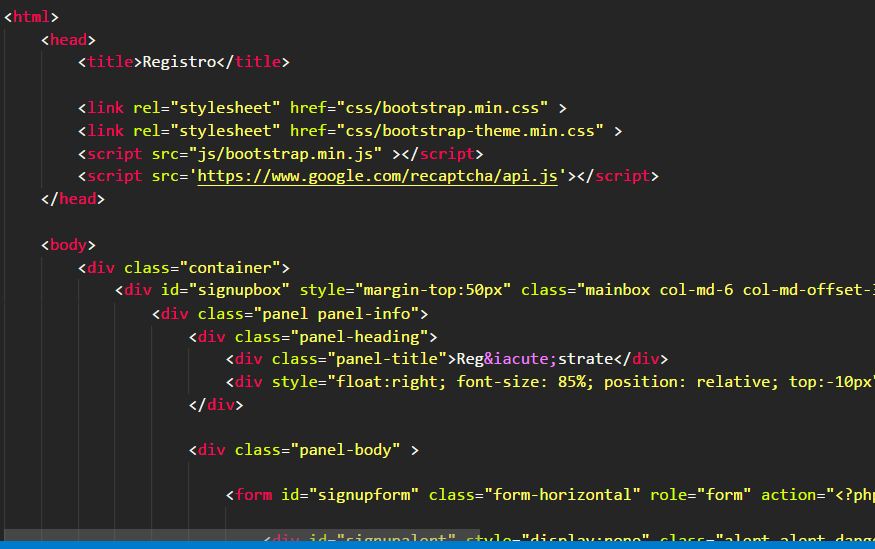 <html>
<head>
<title>Registro</title>
<link rel="stylesheet" href="css/bootstrap.min.css" >
<link rel="stylesheet" href="css/bootstrap-theme.min.css" >
<script src="js/bootstrap.min.js" ></script>
<script src='https://www.google.com/recaptcha/api.js'></script>
</head>
<body>
<div class="container">
<div id="signupbox" style="margin-top:50px" class="mainbox col-md-6 col-md-offset-3
<div class="panel panel-info">
<div class="panel-heading">
<div class="panel-title">Reg&iacute;strate</div>
<div style="float:right; font-size: 85%; position: relative; top:-10px"
</div>
<div class="panel-body" >
<form id="signupform" class="form-horizontal" role="form" action="<?php
<div id="signupalert" style="display:none" class="alert alert-dange